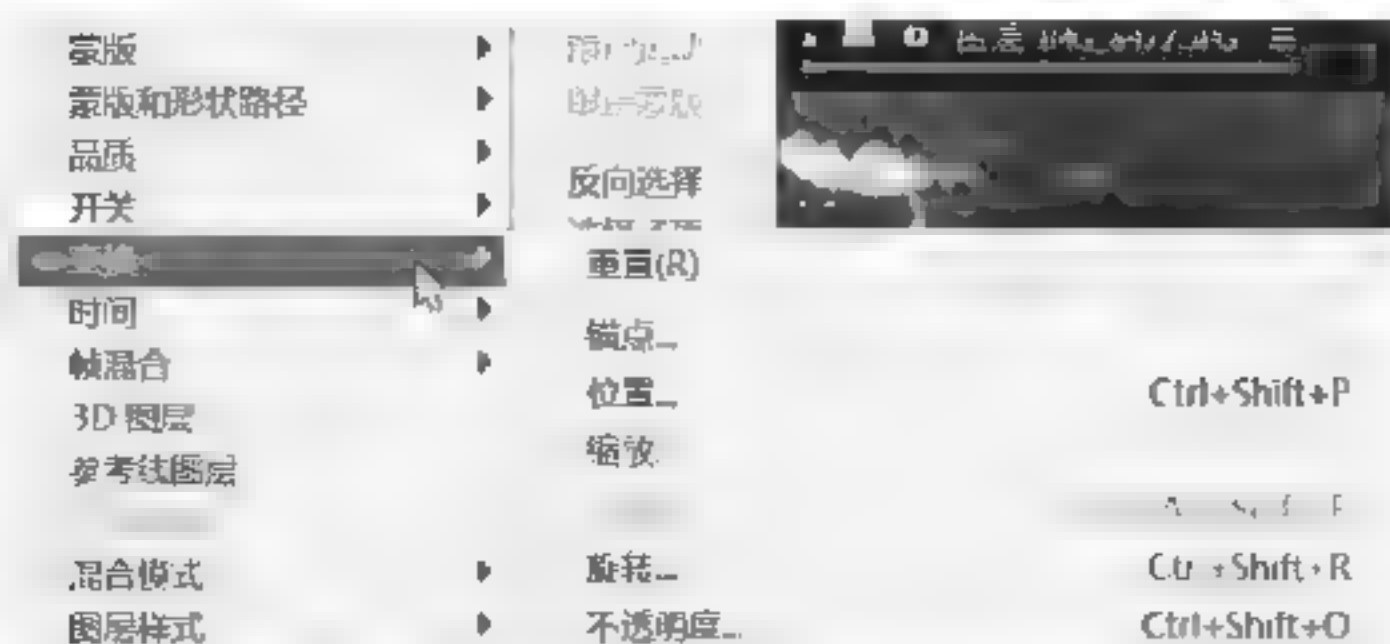 蒙版
蒙版和形状路径
品质
开关
时间
帧混合
3D 图层
参考线图层
混合模式
图层样式
反向选择
重置(R)
锚点...
位置... Ctrl+Shift+P
缩放
旋转... Ctrl+Shift+R
不透明度... Ctrl+Shift+O